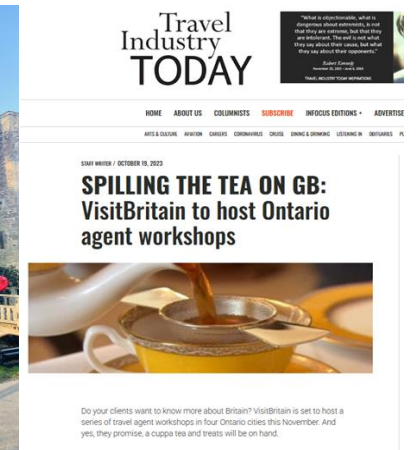 Travel
Industry
TODAY
"What is objectionable, what is
dangerous about extremists, is not
that they are extreme, but that they
are intolerant. The evil is not what
they say about their cause, but what
they say about their opponents."
Robert Kennedy
TRAVEL INDUSTRY TODAY INSPIRATIONS
HOME ABOUT US COLUMNISTS SUBSCRIBE INFOCUS EDITIONS ADVERTISE
ARTS & CULTURE AVIATION CAREERS CORONAVIRUS CRUISE DINING & DRINKING LISTENING IN OBITUARIES
STAFF WRITER / OCTOBER 19, 2023
SPILLING THE TEA ON GB:
VisitBritain to host Ontario
agent workshops
Do your clients want to know more about Britain? VisitBritain is set to host a
series of travel agent workshops in four Ontario cities this November. And
yes, they promise, a cuppa tea and treats will be on hand.